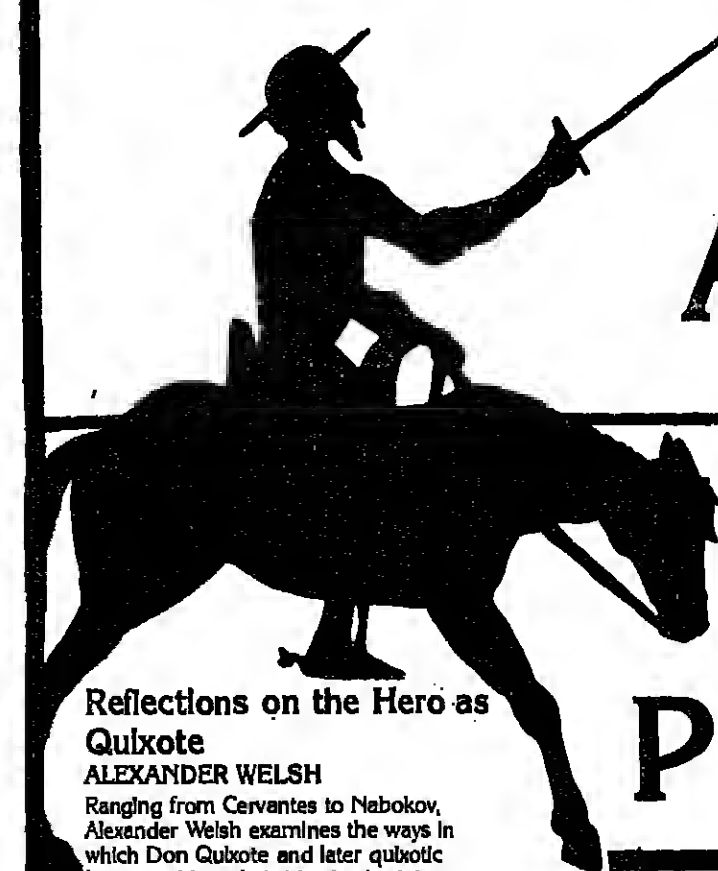 A
Reflections on the Hero as
Quixote
ALEXANDER WELSH
Ranging from Cervantes to Nabokov,
Alexander Welsh examines the ways in
which Don Quixote and later quixotic
P